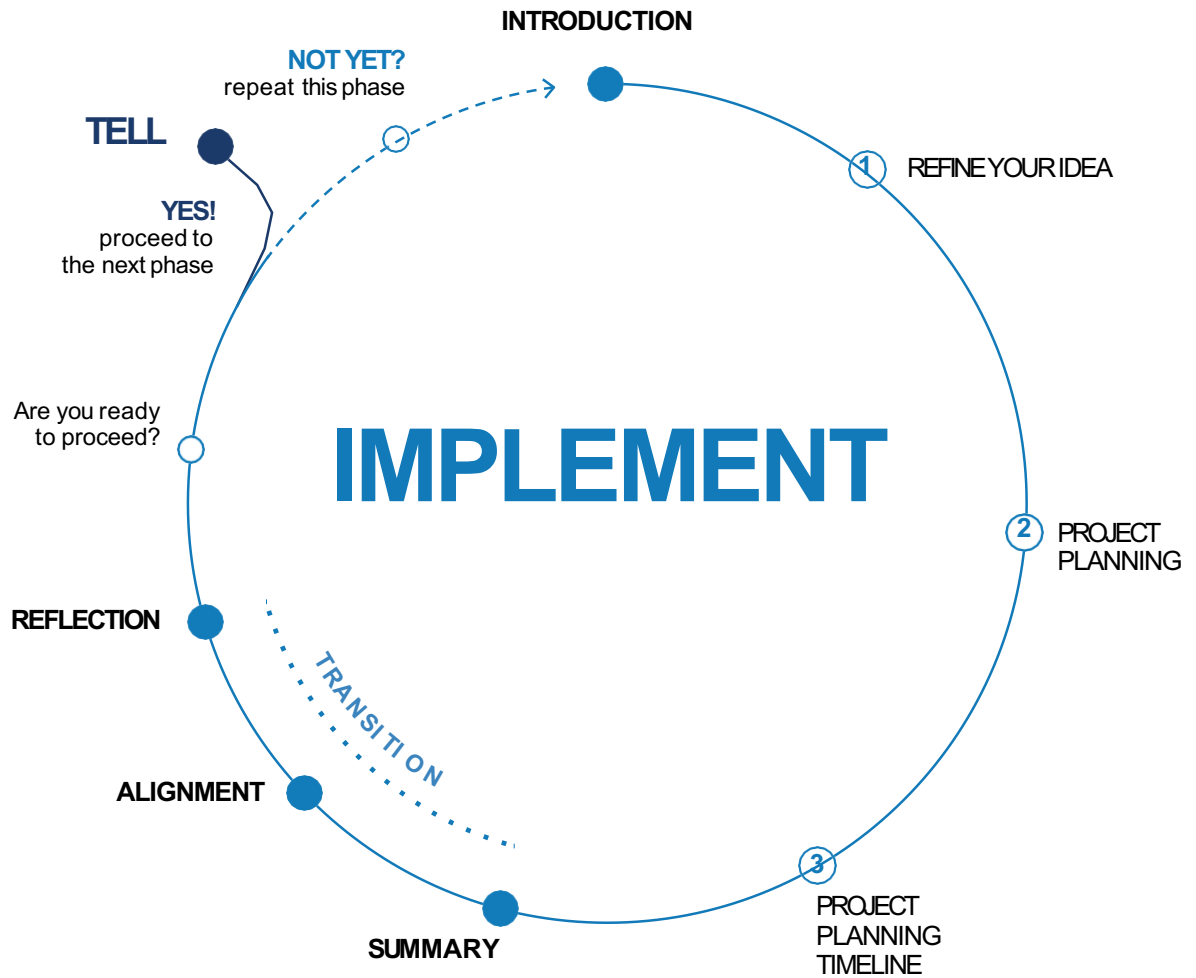 INTRODUCTION
NOT YET?
repeat this phase
TELL
YES!
proceed to
the next phase
1
REFINE YOUR IDEA
Are you ready
to proceed?
IMPLEMENT
2
PROJECT
PLANNING
REFLECTION
TRANSITION
ALIGNMENT
3
PROJECT
PLANNING
TIMELINE
SUMMARY